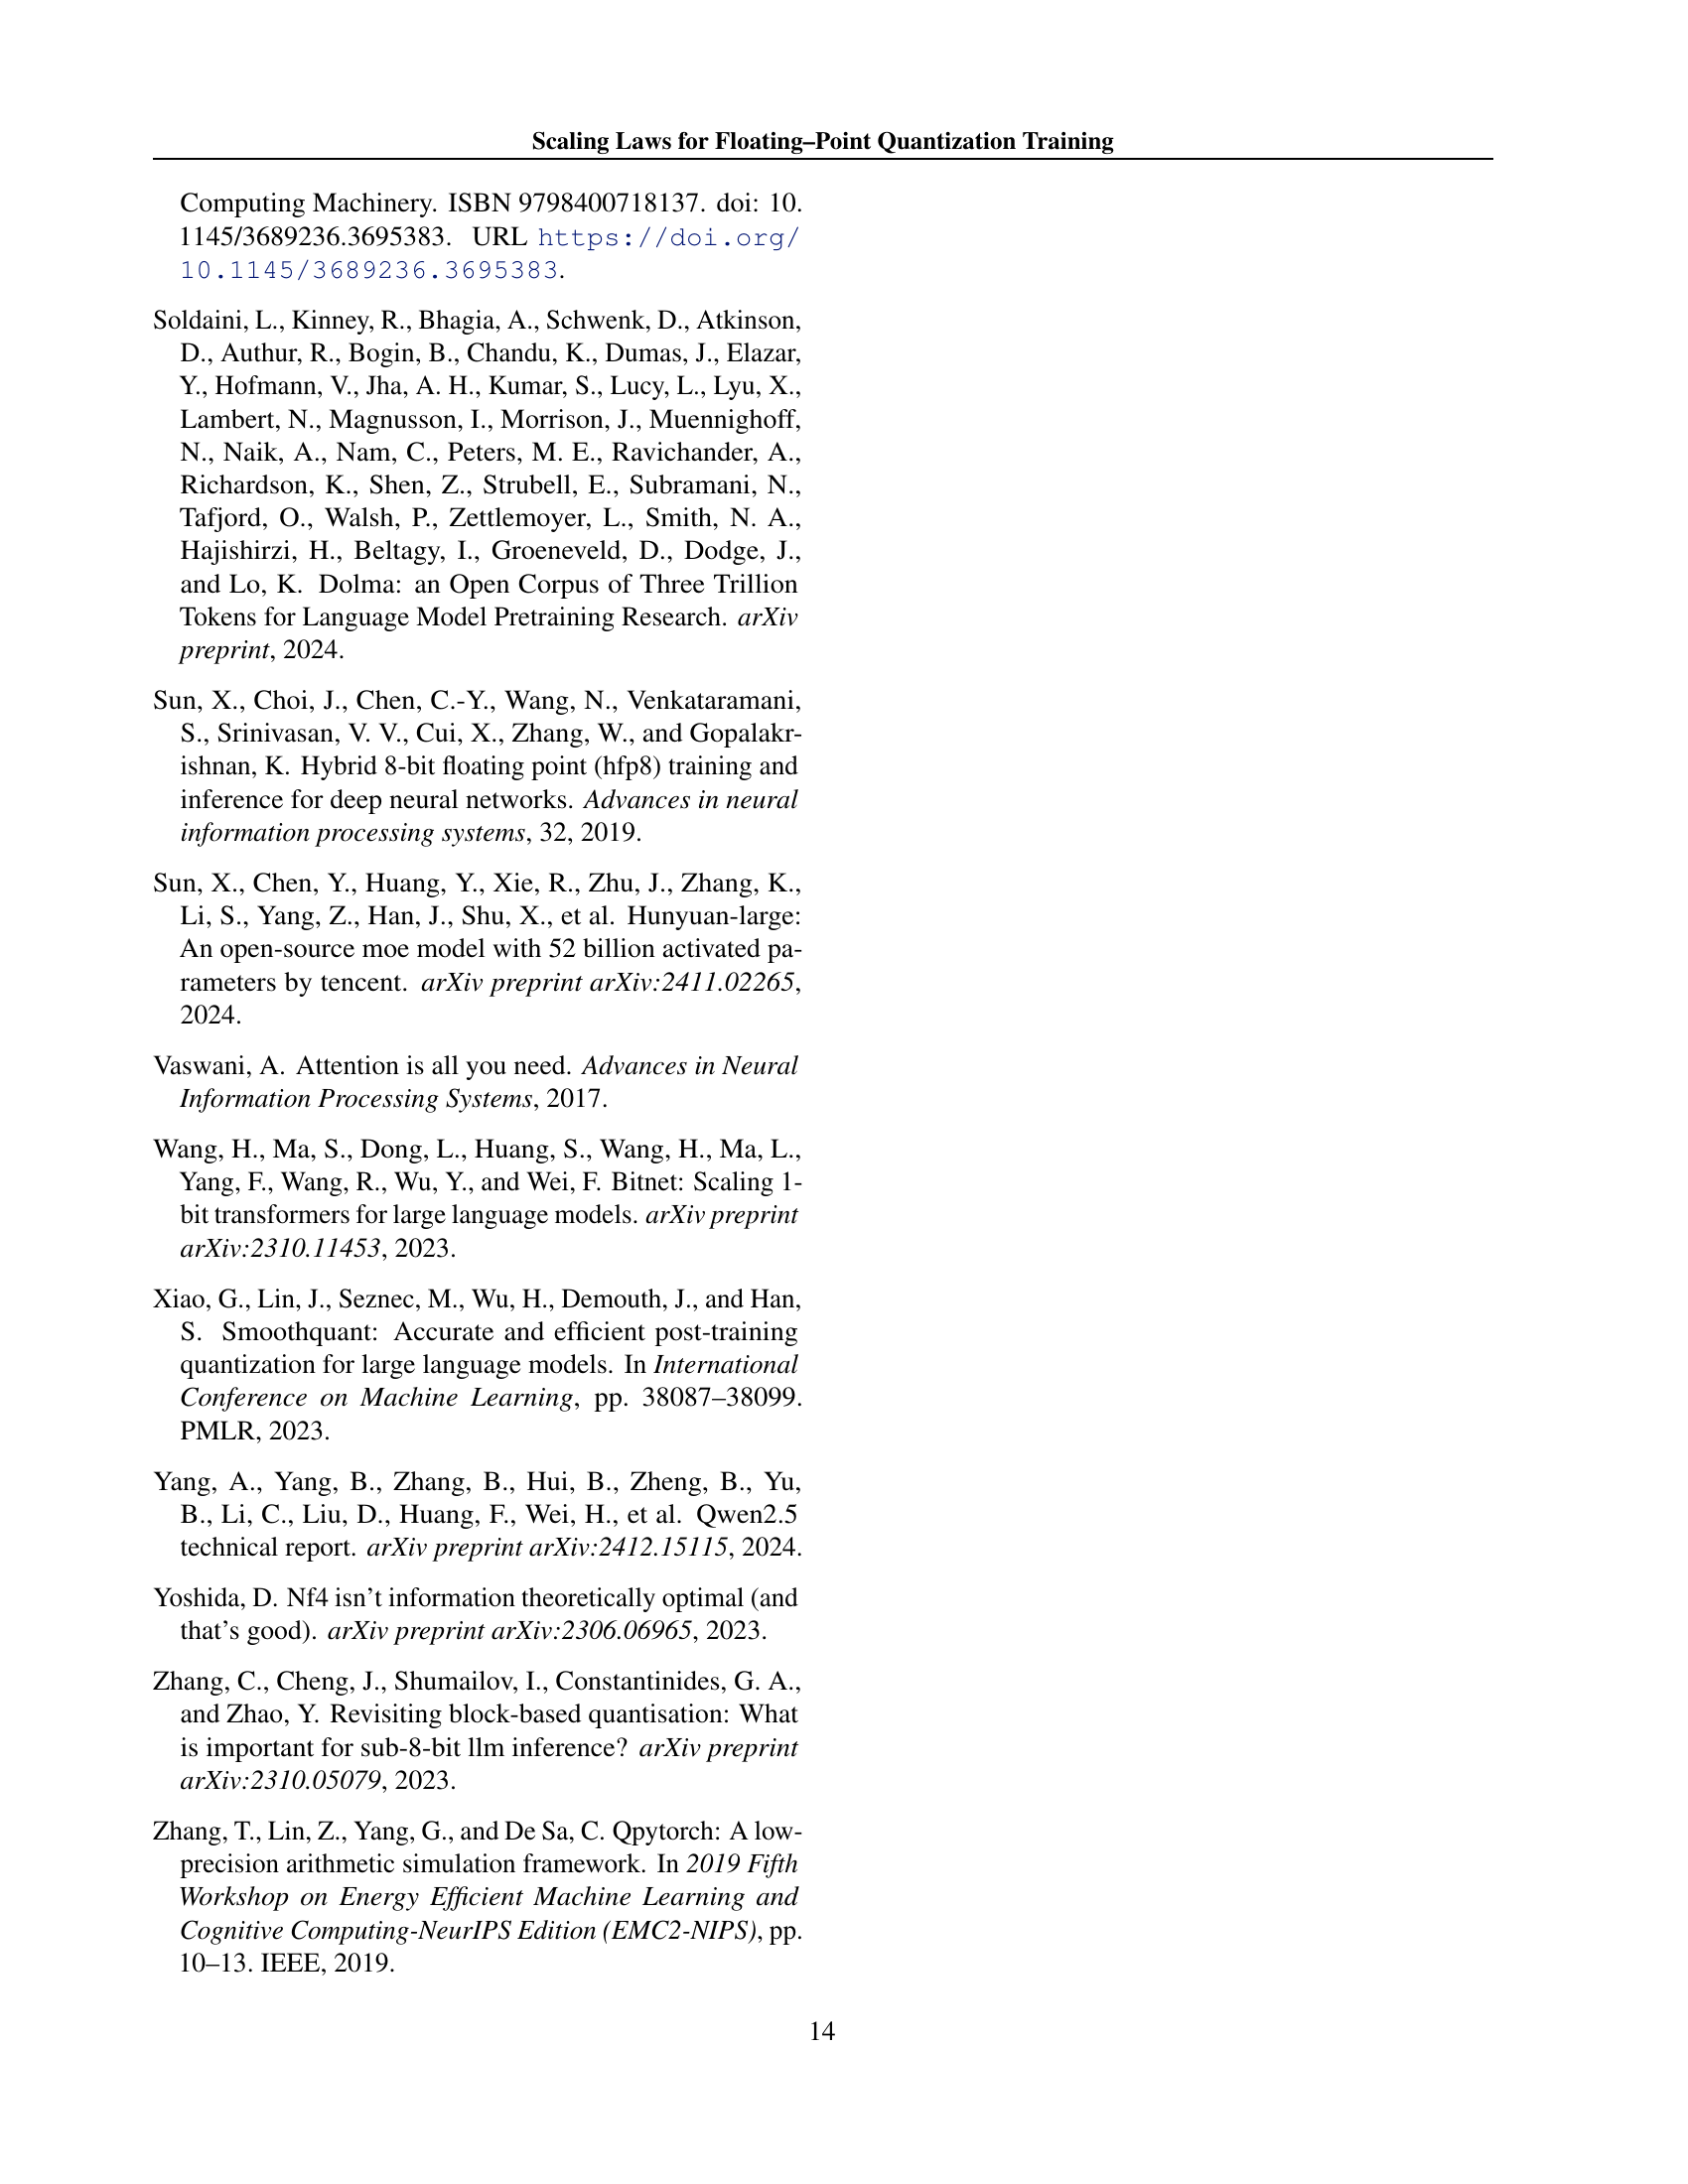 Scaling Laws for Floating–Point Quantization Training
Computing Machinery. ISBN 9798400718137. doi: 10.
1145/3689236.3695383. URL https://doi.org/
10.1145/3689236.3695383.
Soldaini, L., Kinney, R., Bhagia, A., Schwenk, D., Atkinson,
D., Authur, R., Bogin, B., Chandu, K., Dumas, J., Elazar,
Y., Hofmann, V., Jha, A. H., Kumar, S., Lucy, L., Lyu, X.,
Lambert, N., Magnusson, I., Morrison, J., Muennighoff,
N., Naik, A., Nam, C., Peters, M. E., Ravichander, A.,
Richardson, K., Shen, Z., Strubell, E., Subramani, N.,
Tafjord, O., Walsh, P., Zettlemoyer, L., Smith, N. A.,
Hajishirzi, H., Beltagy, I., Groeneveld, D., Dodge, J.,
and Lo, K. Dolma: an Open Corpus of Three Trillion
Tokens for Language Model Pretraining Research. arXiv
preprint, 2024.
Sun, X., Choi, J., Chen, C.-Y., Wang, N., Venkataramani,
S., Srinivasan, V. V., Cui, X., Zhang, W., and Gopalakr-
ishnan, K. Hybrid 8-bit floating point (hfp8) training and
inference for deep neural networks. Advances in neural
information processing systems, 32, 2019.
Sun, X., Chen, Y., Huang, Y., Xie, R., Zhu, J., Zhang, K.,
Li, S., Yang, Z., Han, J., Shu, X., et al. Hunyuan-large:
An open-source moe model with 52 billion activated pa-
rameters by tencent. arXiv preprint arXiv:2411.02265,
2024.
Vaswani, A. Attention is all you need. Advances in Neural
Information Processing Systems, 2017.
Wang, H., Ma, S., Dong, L., Huang, S., Wang, H., Ma, L.,
Yang, F., Wang, R., Wu, Y., and Wei, F. Bitnet: Scaling 1-
bit transformers for large language models. arXiv preprint
arXiv:2310.11453, 2023.
Xiao, G., Lin, J., Seznec, M., Wu, H., Demouth, J., and Han,
S. Smoothquant: Accurate and efficient post-training
quantization for large language models. In International
Conference on Machine Learning, pp. 38087–38099.
PMLR, 2023.
Yang, A., Yang, B., Zhang, B., Hui, B., Zheng, B., Yu,
B., Li, C., Liu, D., Huang, F., Wei, H., et al. Qwen2.5
technical report. arXiv preprint arXiv:2412.15115, 2024.
Yoshida, D. Nf4 isn't information theoretically optimal (and
that's good). arXiv preprint arXiv:2306.06965, 2023.
Zhang, C., Cheng, J., Shumailov, I., Constantinides, G. A.,
and Zhao, Y. Revisiting block-based quantisation: What
is important for sub-8-bit llm inference? arXiv preprint
arXiv:2310.05079, 2023.
Zhang, T., Lin, Z., Yang, G., and De Sa, C. Qpytorch: A low-
precision arithmetic simulation framework. In 2019 Fifth
Workshop on Energy Efficient Machine Learning and
Cognitive Computing-NeurIPS Edition (EMC2-NIPS), pp.
10–13. IEEE, 2019.
14